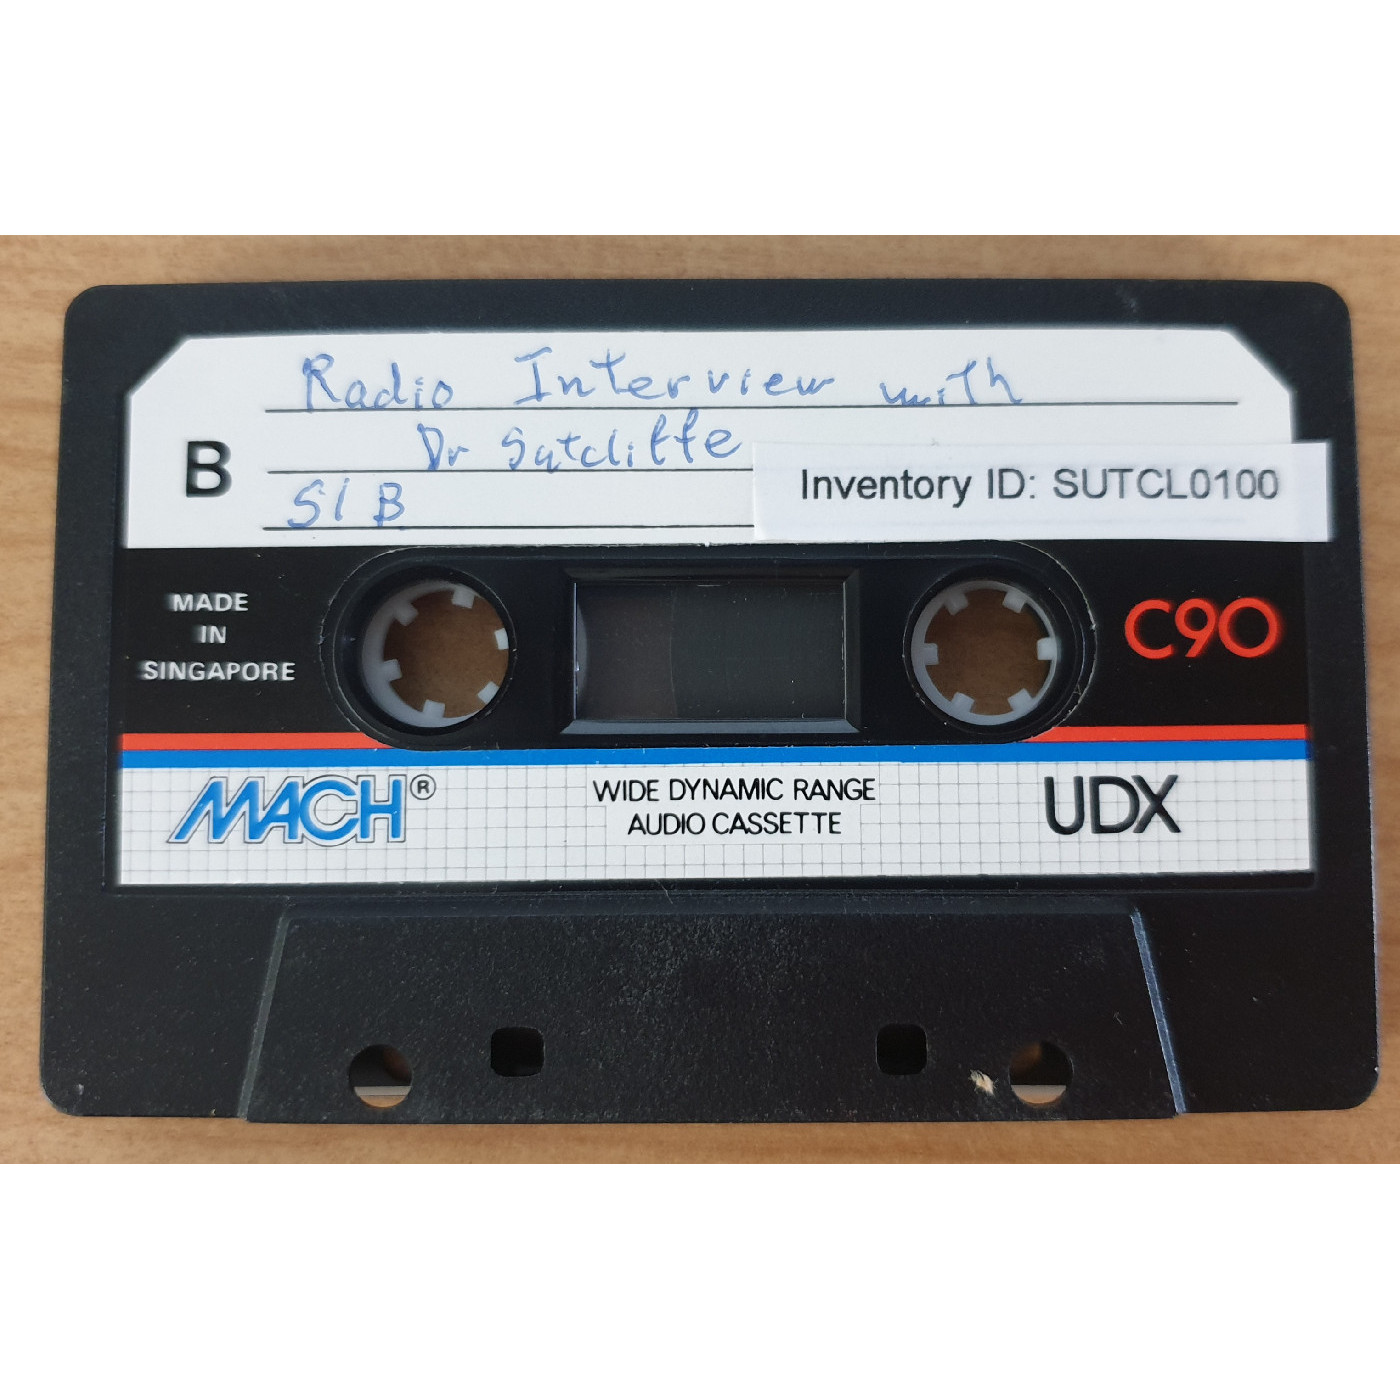 Radio Interview with
Dr Sutcliffe
B
S/B
Inventory ID: SUTCL0100
MADE
IN
SINGAPORE
C90
MACH®
WIDE DYNAMIC RANGE
AUDIO CASSETTE
UDX